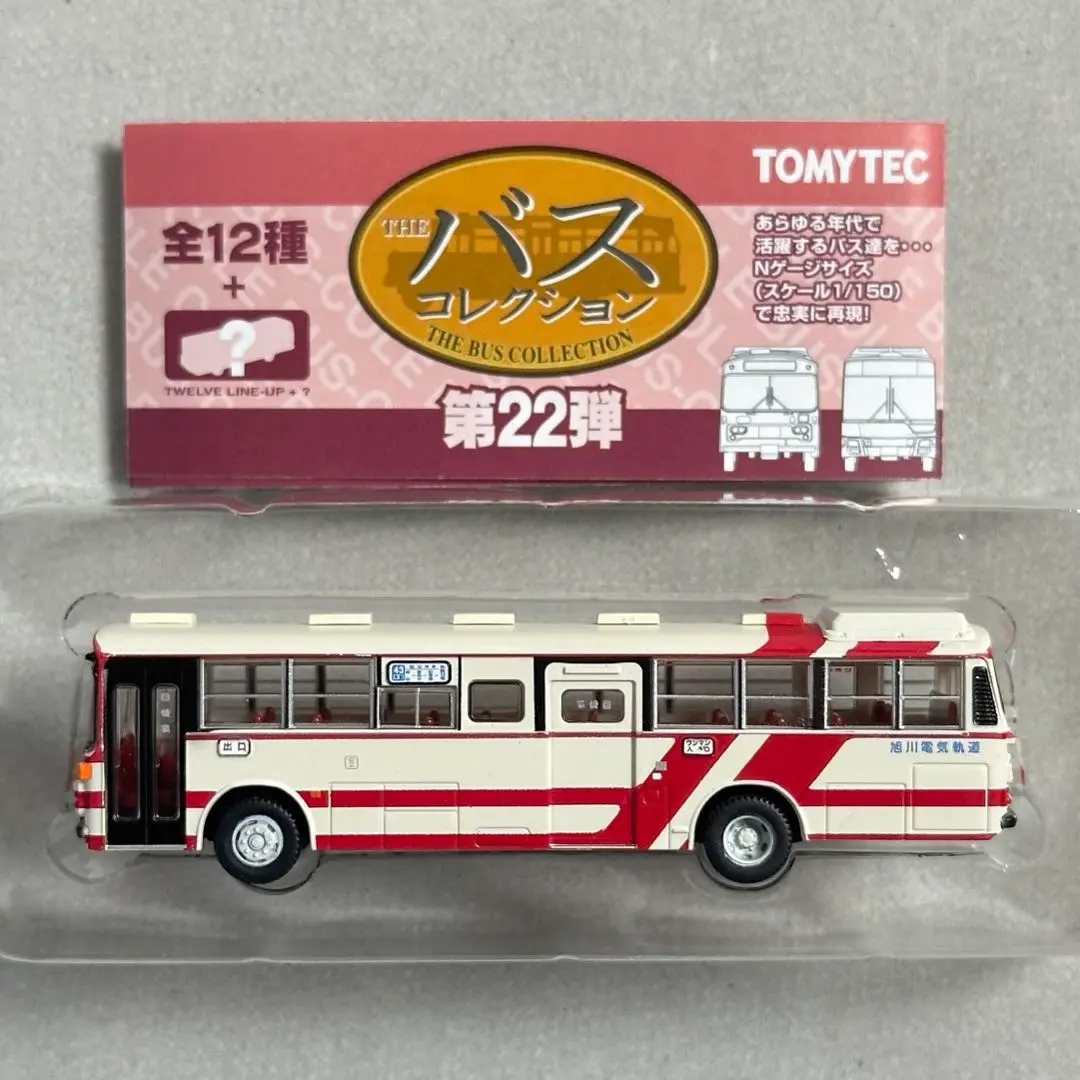 TOMYTEC
全12種
+
?
TWELVE LINE-UP + ?
THE
バス
コレクション
THE BUS COLLECTION
第22弾
あらゆる年代で
活躍するバス達を・・・
Nゲージサイズ
(スケール1/150)
で忠実に再現!
43
出口
ワンマン
旭川電気軌道